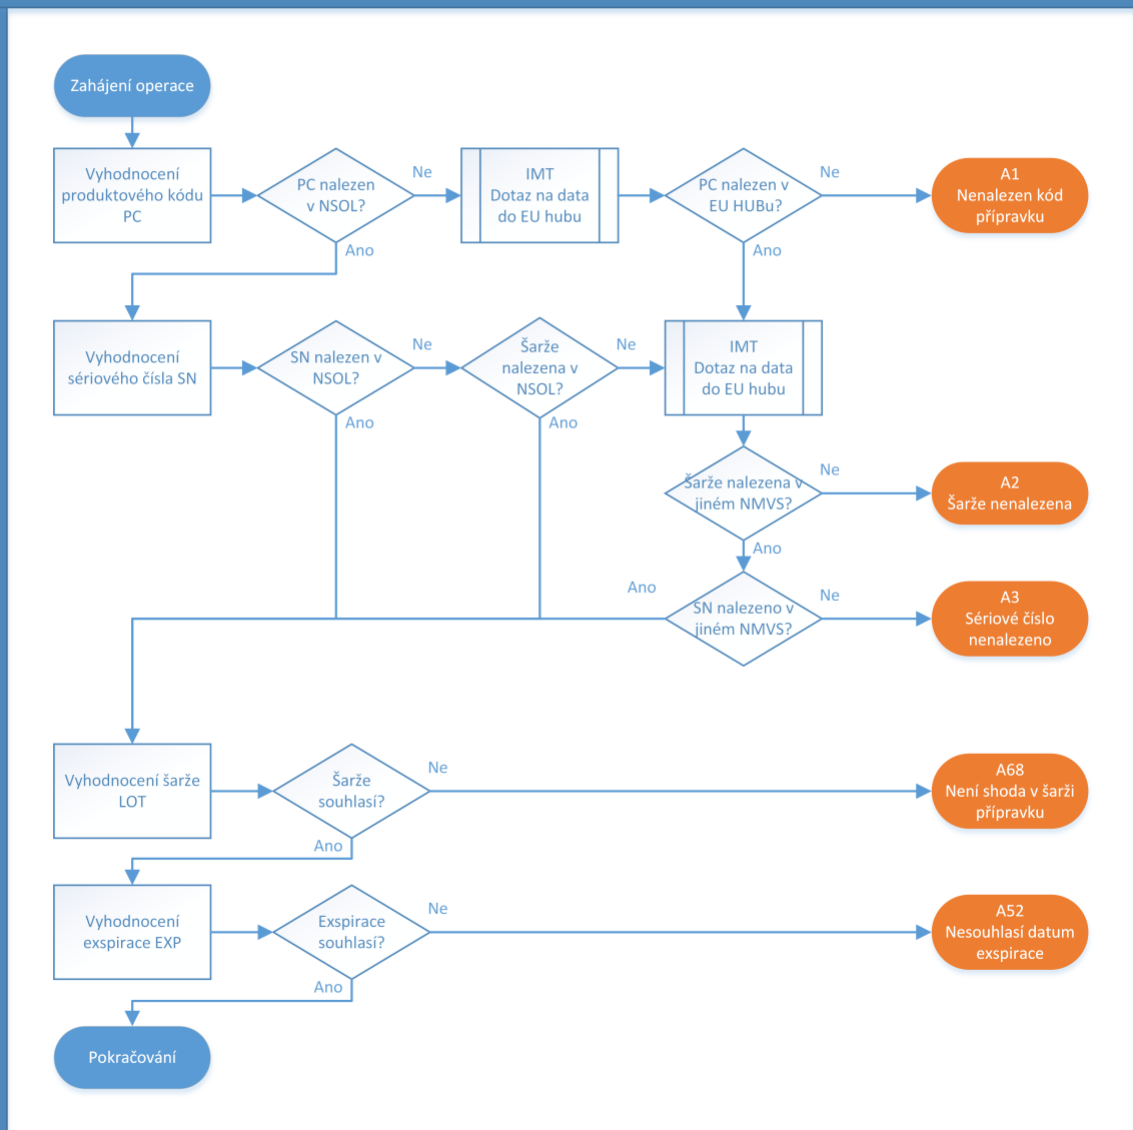 Zahájení operace
Vyhodnocení
produktového kódu
PC
PC nalezen
v NSOL?
Ne
Ano
IMT
Dotaz na data
do EU hubu
PC nalezen v
EU HUBu?
Ne
Ano
A1
Nenalezen kód
přípravku
Vyhodnocení
sériového čísla SN
SN nalezen v
NSOL?
Ne
Ano
Šarže
nalezena v
NSOL?
Ne
Ano
IMT
Dotaz na data
do EU hubu
Šarže nalezena v
jiném NMVS?
Ne
Ano
A2
Šarže nenalezena
SN nalezeno v
jiném NMVS?
Ano
Ne
A3
Sériové číslo
nenalezeno
Vyhodnocení šarže
LOT
Šarže
souhlasí?
Ne
Ano
A68
Není shoda v šarži
přípravku
Vyhodnocení
exspirace EXP
Exspirace
souhlasí?
Ne
Ano
A52
Nesouhlasí datum
exspirace
Pokračování